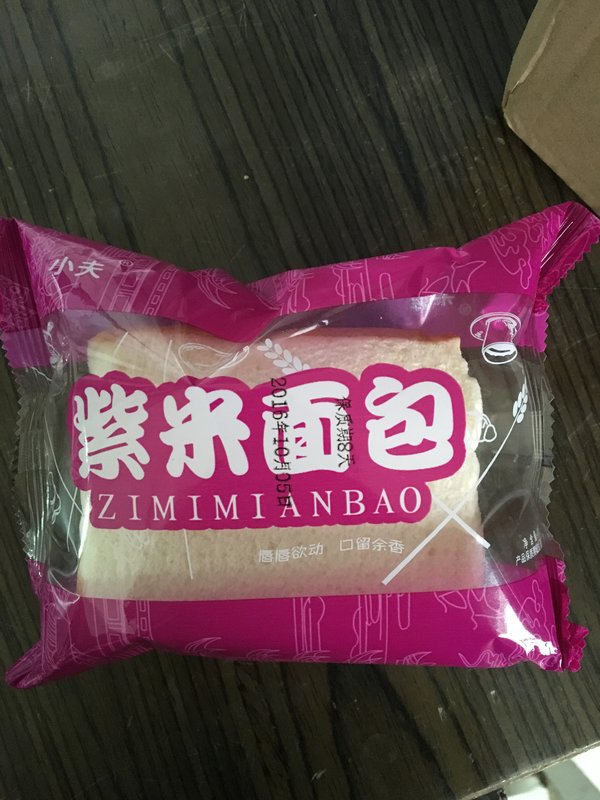 小夫
紫米面包
ZIMIMIANBAO
2016年10月05日
保质期8天
唇唇欲动 口留余香